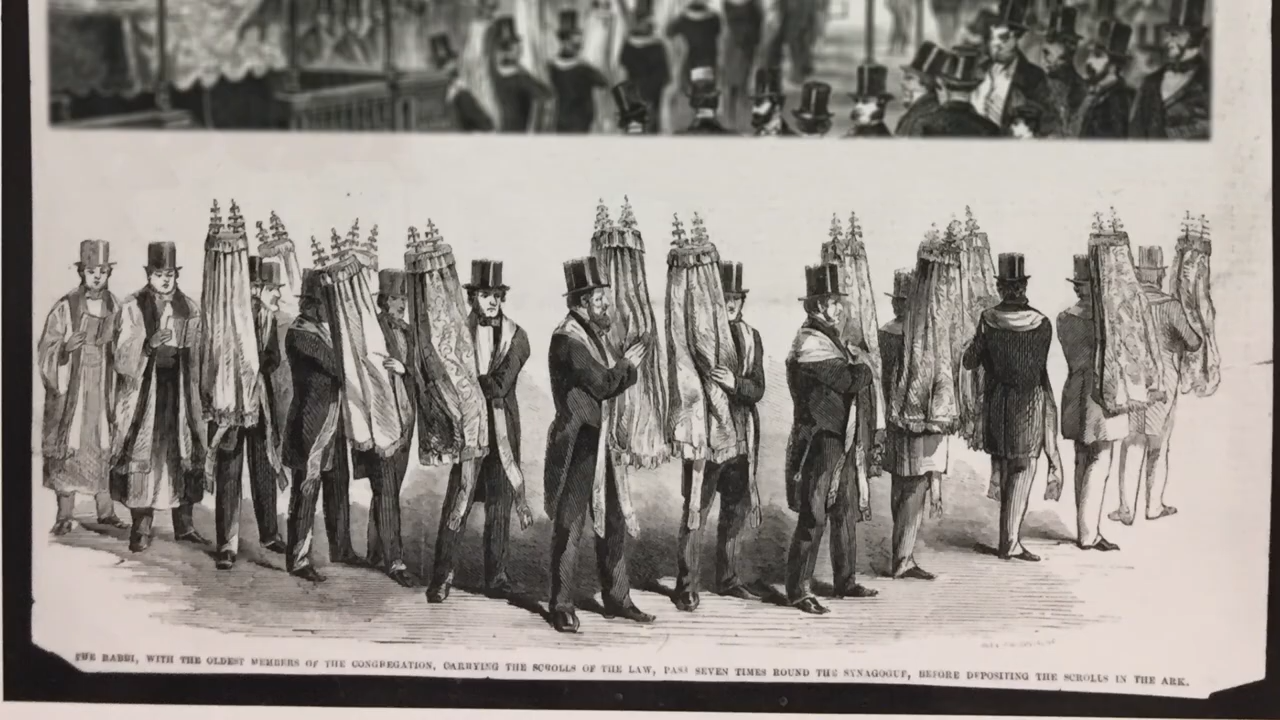 THE RABBI, WITH THE OLDEST MEMBERS OF THE CONGREGATION, CARRYING THE SCROLLS OF THE LAW, PASS SEVEN TIMES ROUND THE SYNAGOGUE, BEFORE DEPOSITING THE SCROLLS IN THE ARK.